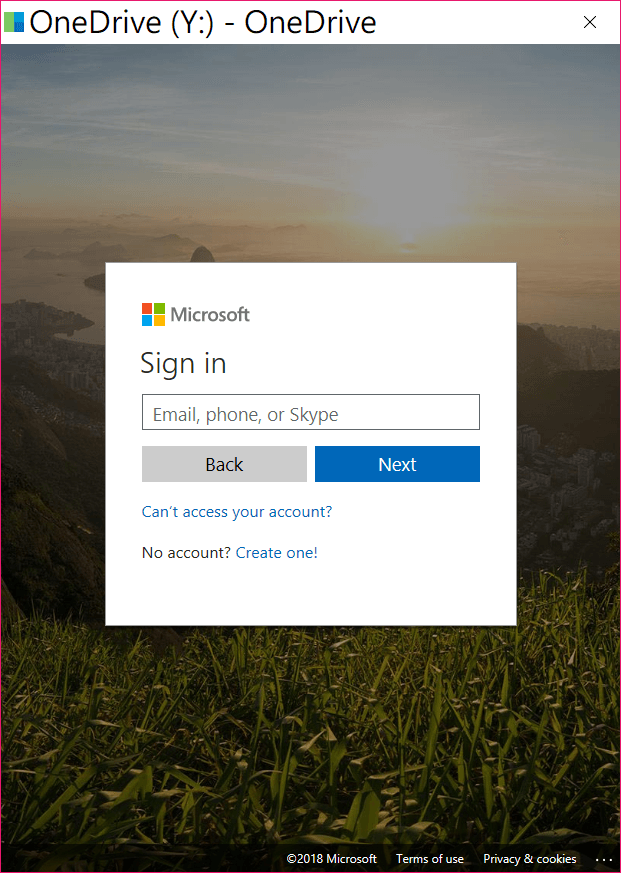 OneDrive (Y:) - OneDrive
Microsoft
Sign in
Email, phone, or Skype
Back Next
Can't access your account?
No account? Create one!
©2018 Microsoft Terms of use Privacy & cookies ...